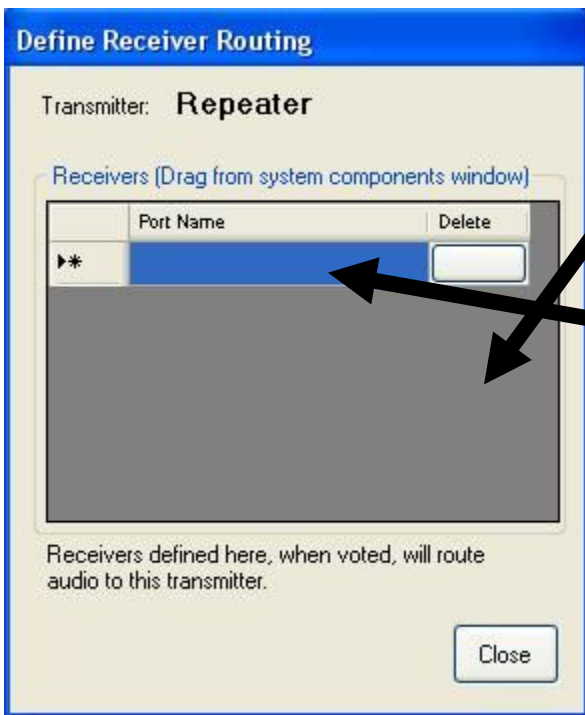 Define Receiver Routing
Transmitter: Repeater
Receivers (Drag from system components window)
Port Name Delete
Receivers defined here, when voted, will route
audio to this transmitter.
Close